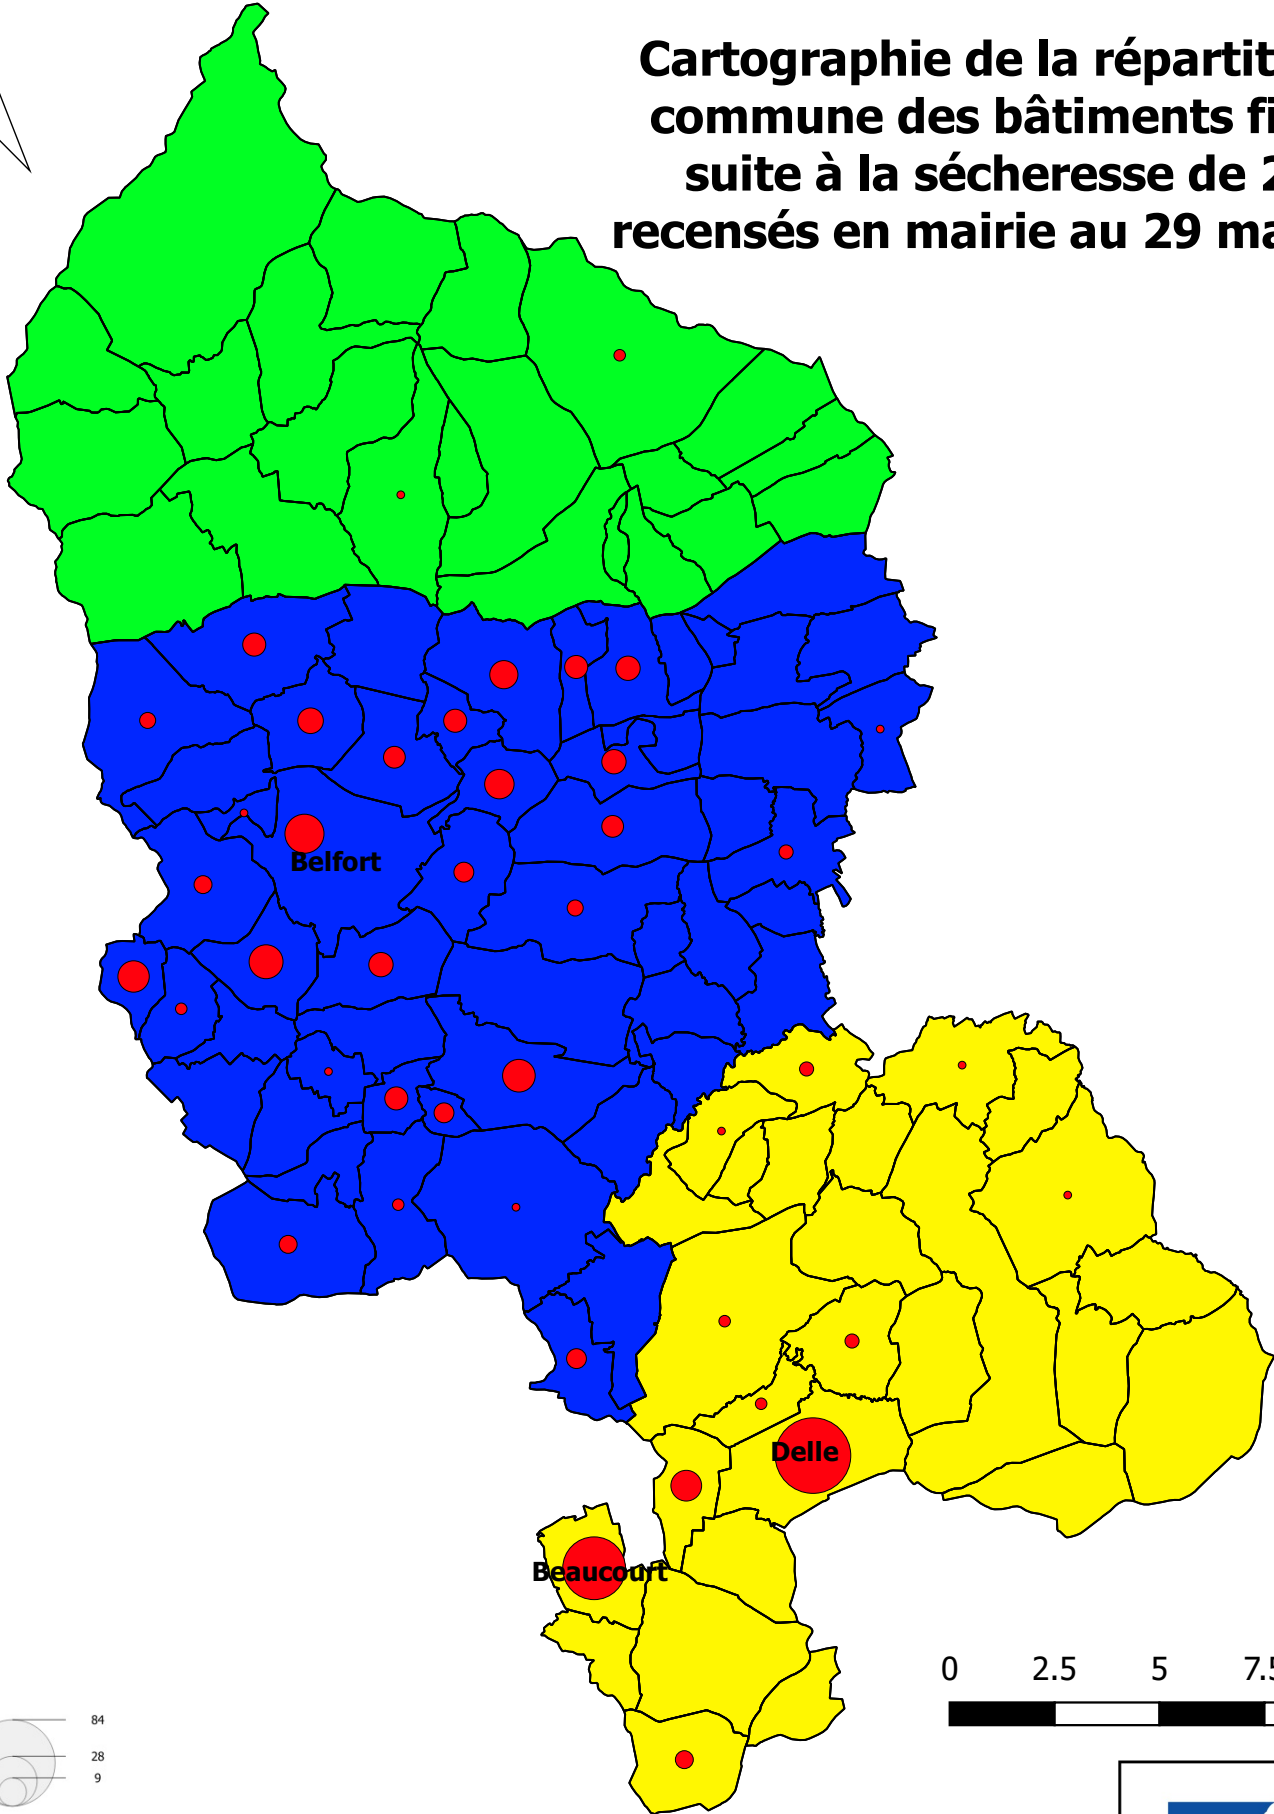 Cartographie de la répartit
commune des bâtiments fi
suite à la sécheresse de 2
recensés en mairie au 29 ma
Belfort
Delle
Beaucourt
0 2.5 5 7.5
84
28
9